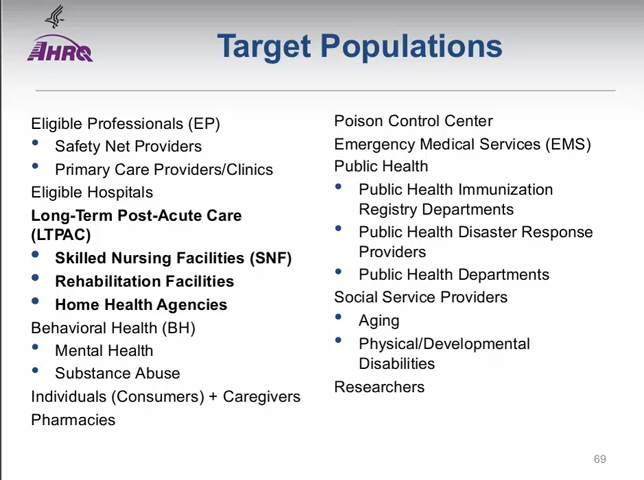 AHRQ
Target Populations
Eligible Professionals (EP)
• Safety Net Providers
• Primary Care Providers/Clinics
Eligible Hospitals
Long-Term Post-Acute Care
(LTPAC)
• Skilled Nursing Facilities (SNF)
• Rehabilitation Facilities
• Home Health Agencies
Behavioral Health (BH)
• Mental Health
• Substance Abuse
Individuals (Consumers) + Caregivers
Pharmacies
Poison Control Center
Emergency Medical Services (EMS)
Public Health
• Public Health Immunization
Registry Departments
• Public Health Disaster Response
Providers
• Public Health Departments
Social Service Providers
• Aging
• Physical/Developmental
Disabilities
Researchers
69